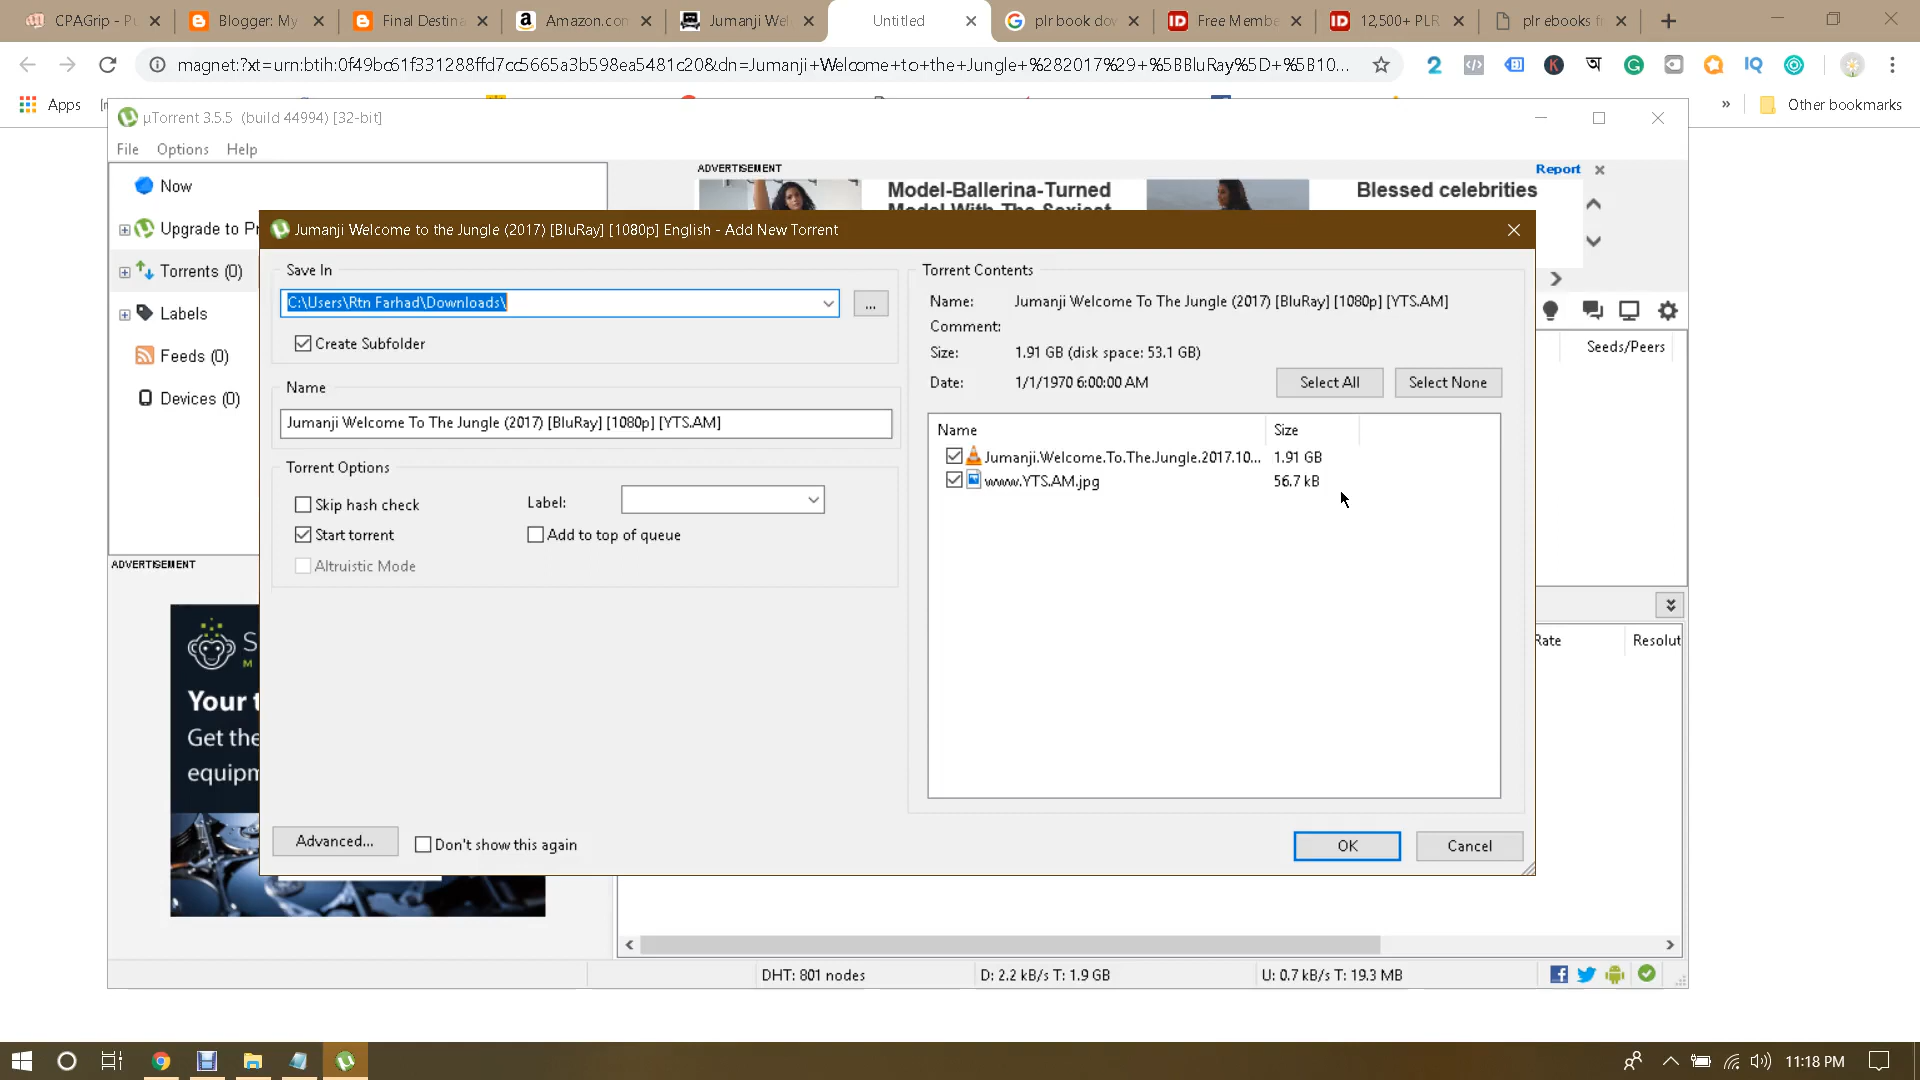 CPAGrip - Pu
Blogger: My
Final Destina
Amazon.con
Jumanji Wel
Untitled
plr book dov
Free Membe
12,500+ PLR
plr ebooks f
magnet:?xt=urn:btih:0f49bc61f331288ffd7cc5665a3b598ea5481c20&dn=Jumanji+Welcome+to+the+Jungle+%282017%29+%5BBluRay%5D+%5B10...
Apps
Other bookmarks
µTorrent 3.5.5 (build 44994) [32-bit]
File Options Help
Now
Upgrade to Pr
Torrents (0)
Labels
Feeds (0)
Devices (0)
ADVERTISEMENT
Report
Model-Ballerina-Turned
Model With The Sexiest
Blessed celebrities
Jumanji Welcome to the Jungle (2017) [BluRay] [1080p] English - Add New Torrent
Save In
C:\Users\Rtn Farhad\Downloads\
...
Create Subfolder
Name
Jumanji Welcome To The Jungle (2017) [BluRay] [1080p] [YTS.AM]
Torrent Options
Skip hash check
Label:
Start torrent
Add to top of queue
Altruistic Mode
Advanced...
Don't show this again
Torrent Contents
Name: Jumanji Welcome To The Jungle (2017) [BluRay] [1080p] [YTS.AM]
Comment:
Size: 1.91 GB (disk space: 53.1 GB)
Date: 1/1/1970 6:00:00 AM
Select All
Select None
Name Size
Jumanji.Welcome.To.The.Jungle.2017.10... 1.91 GB
www.YTS.AM.jpg 56.7 kB
OK
Cancel
Seeds/Peers
Rate
Resolut
ADVERTISEMENT
S
M
Your t
Get the
equipm
DHT: 801 nodes
D: 2.2 kB/s T: 1.9 GB
U: 0.7 kB/s T: 19.3 MB
11:18 PM